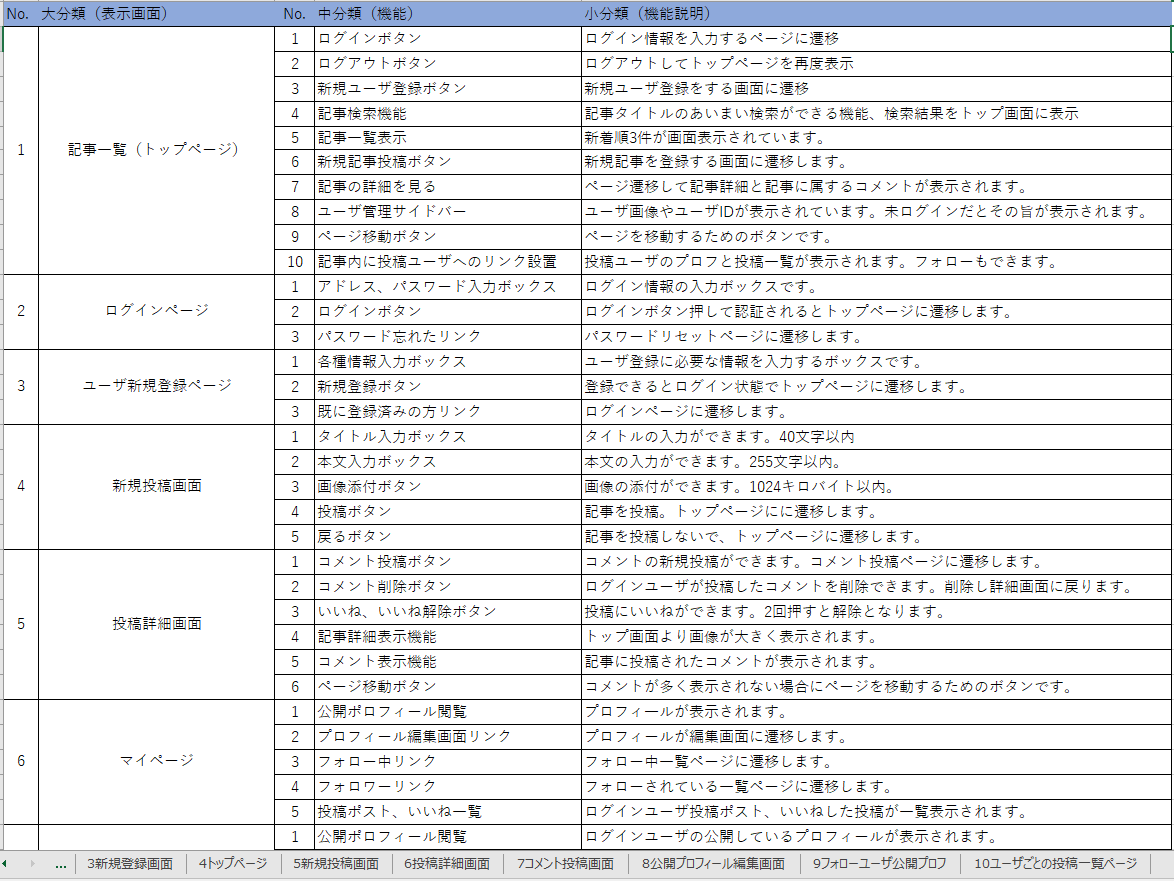 No. 大分類（表示画面） No. 中分類（機能） 小分類（機能説明）
1 記事一覧（トップページ）
1 ログインボタン ログイン情報を入力するページに遷移
2 ログアウトボタン ログアウトしてトップページを再度表示
3 新規ユーザ登録ボタン 新規ユーザ登録をする画面に遷移
4 記事検索機能 記事タイトルのあいまい検索ができる機能、検索結果をトップ画面に表示
5 記事一覧表示 新着順3件が画面表示されています。
6 新規記事投稿ボタン 新規記事を登録する画面に遷移します。
7 記事の詳細を見る ページ遷移して記事詳細と記事に属するコメントが表示されます。
8 ユーザ管理サイドバー ユーザ画像やユーザIDが表示されています。未ログインだとその旨が表示されます。
9 ページ移動ボタン ページを移動するためのボタンです。
10 記事内に投稿ユーザへのリンク設置 投稿ユーザのプロフと投稿一覧が表示されます。フォローもできます。
2 ログインページ
1 アドレス、パスワード入力ボックス ログイン情報の入力ボックスです。
2 ログインボタン ログインボタン押して認証されるとトップページに遷移します。
3 パスワード忘れたリンク パスワードリセットページに遷移します。
3 ユーザ新規登録ページ
1 各種情報入力ボックス ユーザ登録に必要な情報を入力するボックスです。
2 新規登録ボタン 登録できるとログイン状態でトップページに遷移します。
3 既に登録済みの方リンク ログインページに遷移します。
4 新規投稿画面
1 タイトル入力ボックス タイトルの入力ができます。40文字以内
2 本文入力ボックス 本文の入力ができます。255文字以内。
3 画像添付ボタン 画像の添付ができます。1024キロバイト以内。
4 投稿ボタン 記事を投稿。トップページにに遷移します。
5 戻るボタン 記事を投稿しないで、トップページに遷移します。
5 投稿詳細画面
1 コメント投稿ボタン コメントの新規投稿ができます。コメント投稿ページに遷移します。
2 コメント削除ボタン ログインユーザが投稿したコメントを削除できます。削除し詳細画面に戻ります。
3 いいね、いいね解除ボタン 投稿にいいねができます。2回押すと解除となります。
4 記事詳細表示機能 トップ画面より画像が大きく表示されます。
5 コメント表示機能 記事に投稿されたコメントが表示されます。
6 ページ移動ボタン コメントが多く表示されない場合にページを移動するためのボタンです。
6 マイページ
1 公開ポロフィール閲覧 プロフィールが表示されます。
2 プロフィール編集画面リンク プロフィールが編集画面に遷移します。
3 フォロー中リンク フォロー中一覧ページに遷移します。
4 フォロワーリンク フォローされている一覧ページに遷移します。
5 投稿ポスト、いいね一覧 ログインユーザ投稿ポスト、いいねした投稿が一覧表示されます。
1 公開ポロフィール閲覧 ログインユーザの公開しているプロフィールが表示されます。
... 3新規登録画面 4トップページ 5新規投稿画面 6投稿詳細画面 7コメント投稿画面 8公開プロフィール編集画面 9フォローユーザ公開プロフ 10ユーザごとの投稿一覧ページ